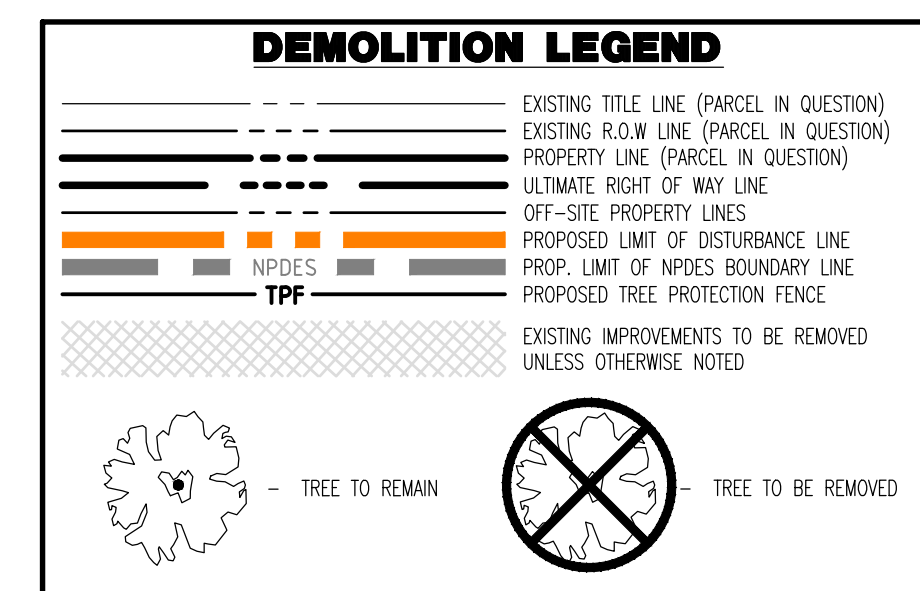 DEMOLITION LEGEND
EXISTING TITLE LINE (PARCEL IN QUESTION)
EXISTING R.O.W LINE (PARCEL IN QUESTION)
PROPERTY LINE (PARCEL IN QUESTION)
ULTIMATE RIGHT OF WAY LINE
OFF-SITE PROPERTY LINES
PROPOSED LIMIT OF DISTURBANCE LINE
NPDES PROP. LIMIT OF NPDES BOUNDARY LINE
TPF PROPOSED TREE PROTECTION FENCE
EXISTING IMPROVEMENTS TO BE REMOVED
UNLESS OTHERWISE NOTED
- TREE TO REMAIN
- TREE TO BE REMOVED